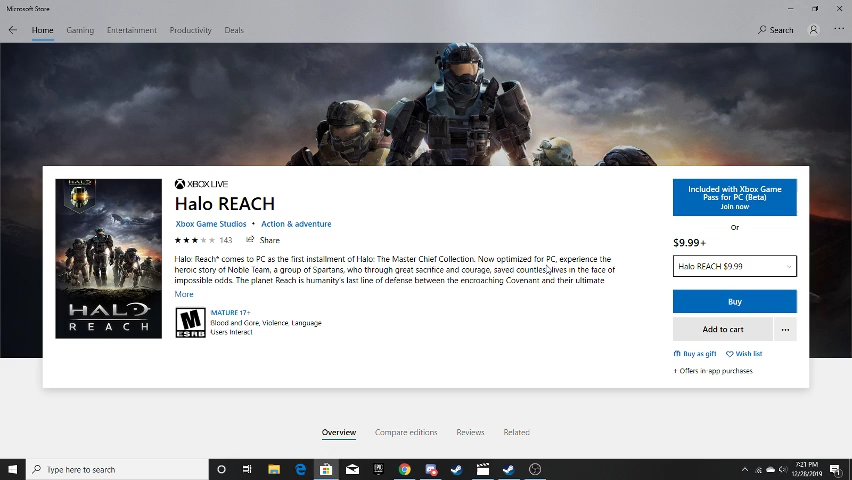 Microsoft Store
Home Gaming Entertainment Productivity Deals Search
XBOX LIVE
Halo REACH
Xbox Game Studios • Action & adventure
143 Share
Halo: Reach* comes to PC as the first installment of Halo: The Master Chief Collection. Now optimized for PC, experience the
heroic story of Noble Team, a group of Spartans, who through great sacrifice and courage, saved counties lives in the face of
impossible odds. The planet Reach is humanity's last line of defense between the encroaching Covenant and their ultimate
More
M
ESRB
MATURE 17+
Blood and Gore, Violence, Language
Users Interact
HALO
REACH
Included with Xbox Game
Pass for PC (Beta)
Join now
Or
$9.99+
Halo REACH $9.99
Buy
Add to cart
Buy as gift Wish list
+ Offers in-app purchases
Overview Compare editions Reviews Related
Type here to search
7:21 PM
12/28/2019